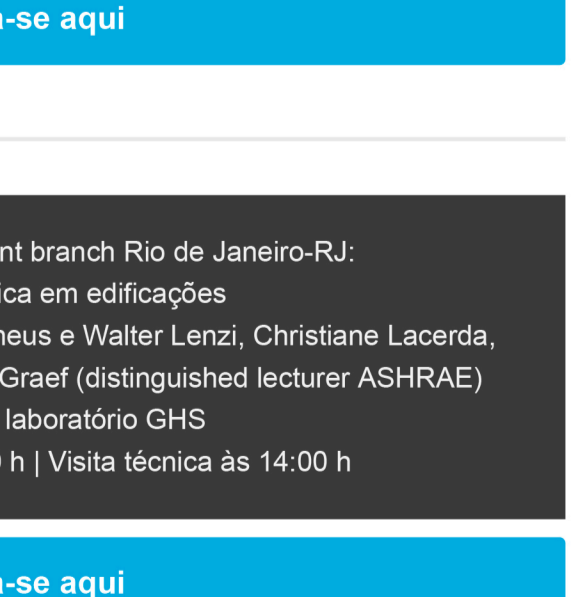 -se aqui
nt branch Rio de Janeiro-RJ:
ica em edificações
heus e Walter Lenzi, Christiane Lacerda,
Graef (distinguished lecturer ASHRAE)
laboratório GHS
h | Visita técnica às 14:00 h
-se aqui